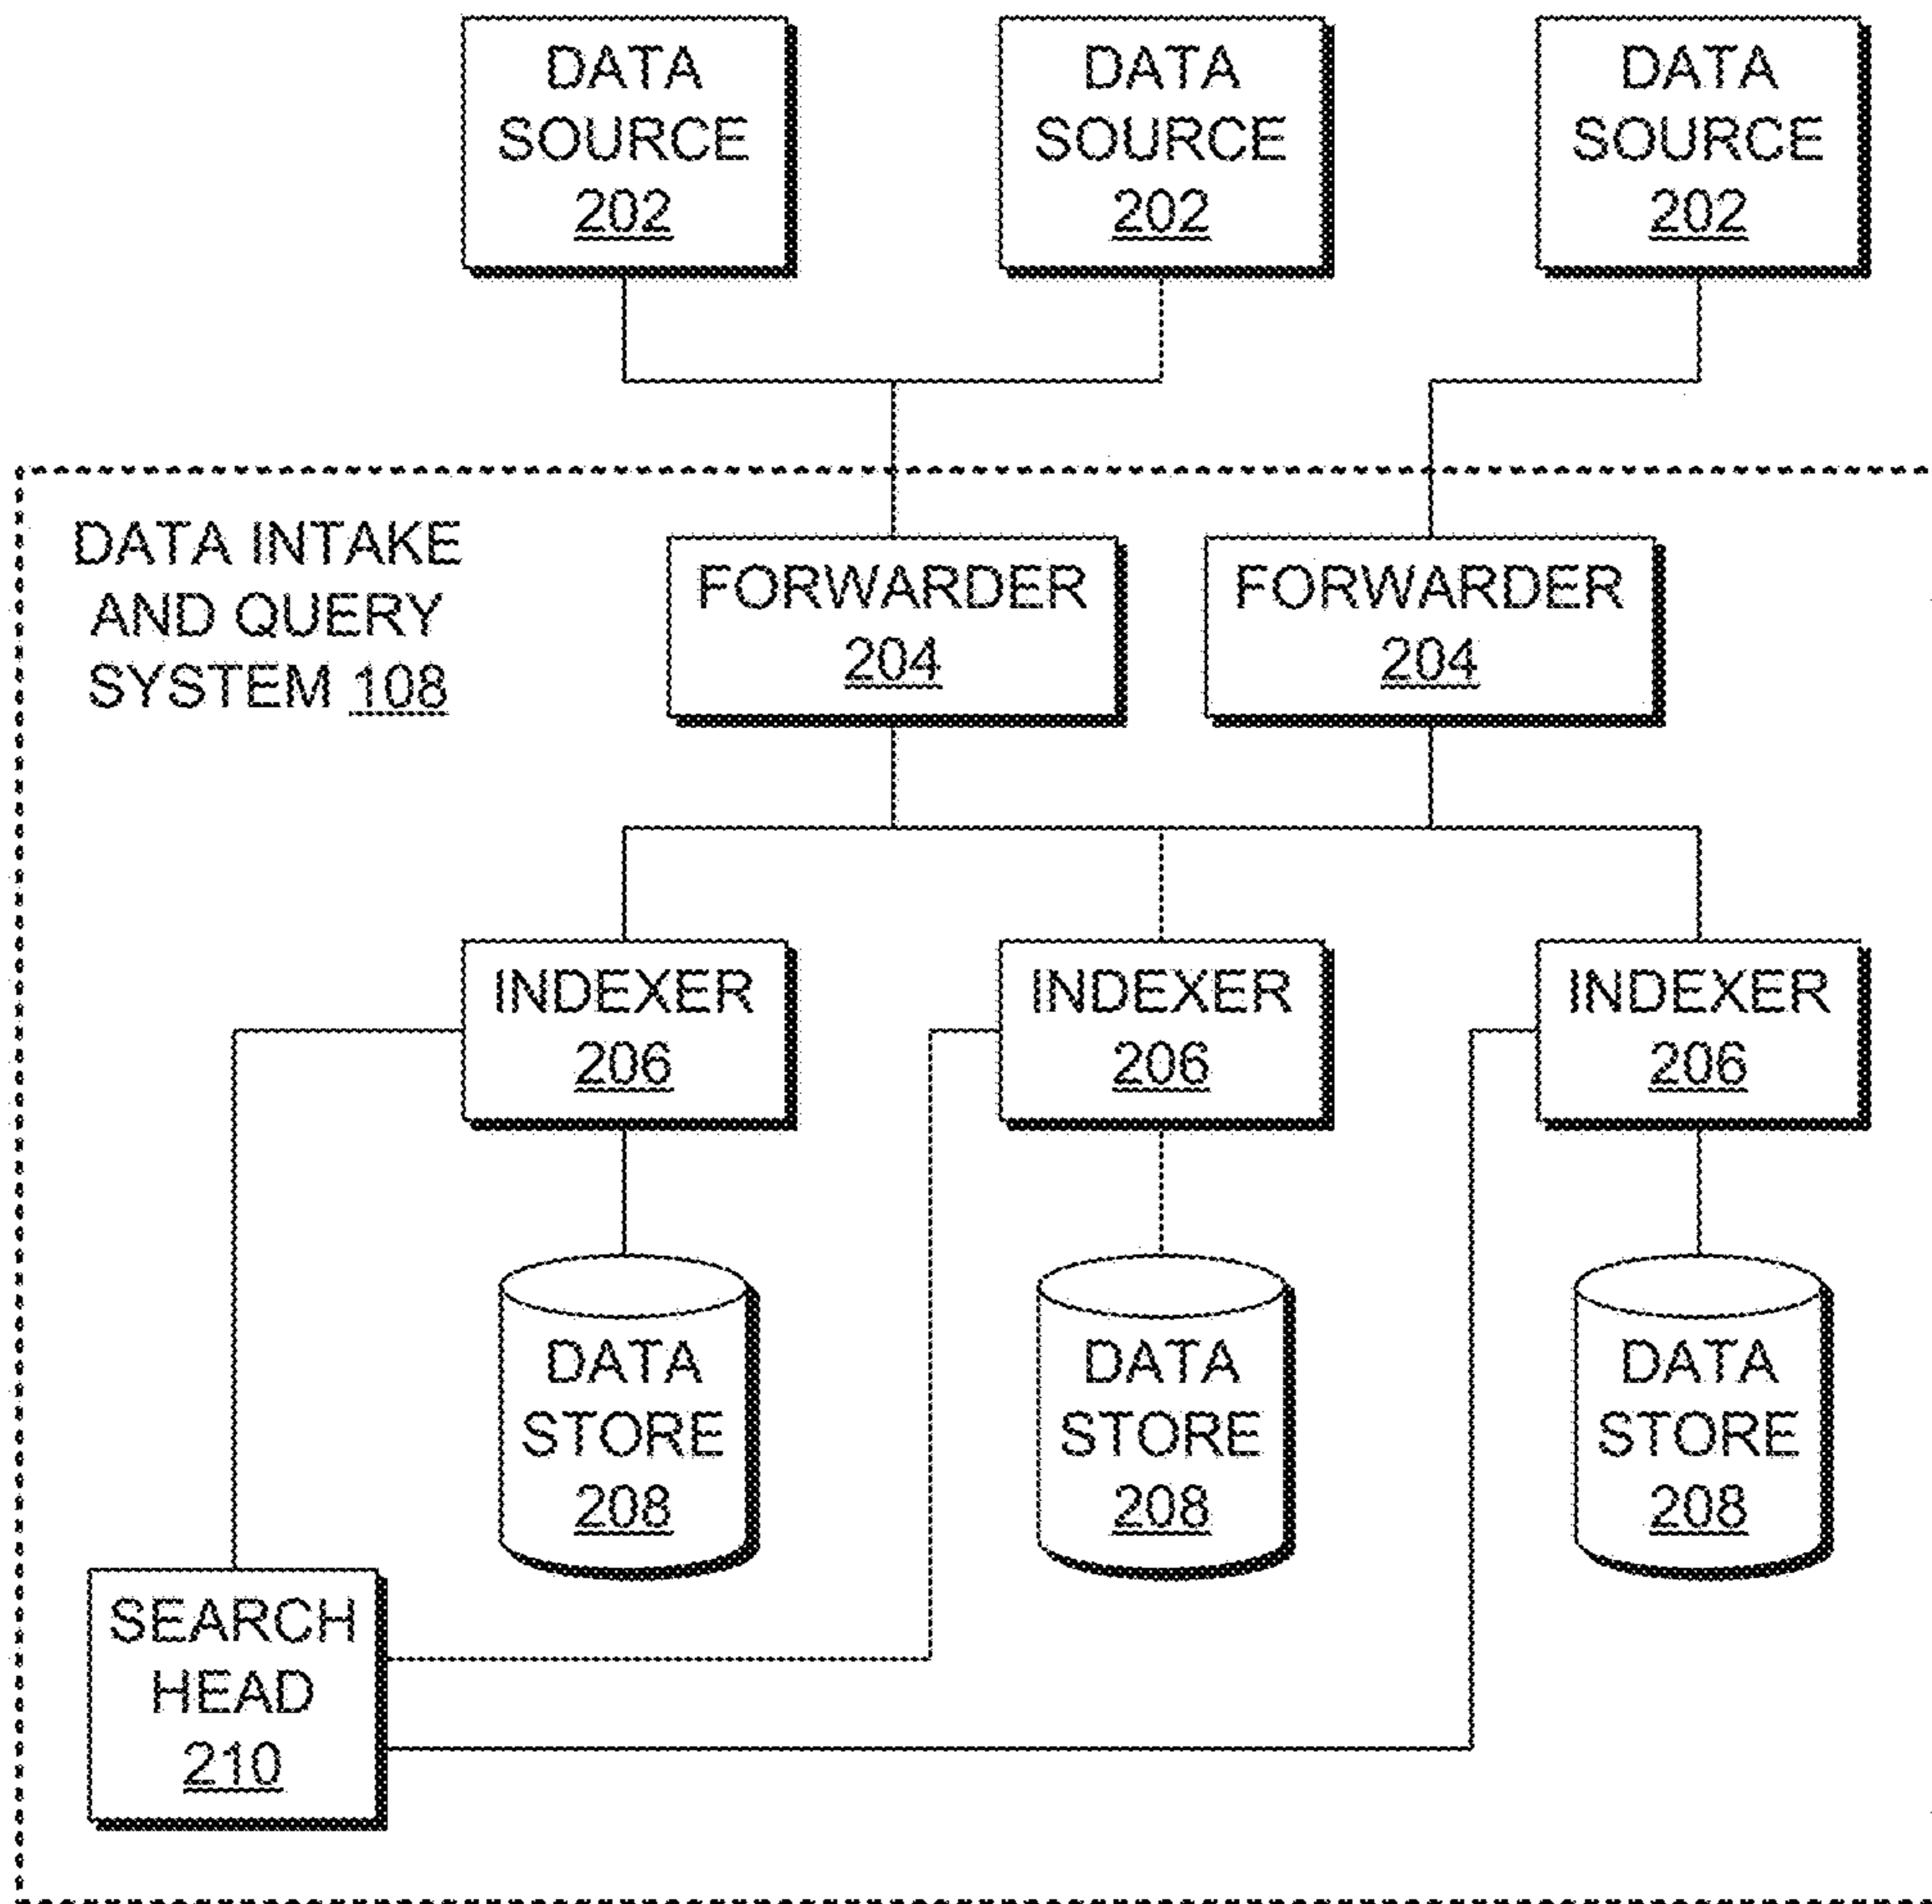 DATA
SOURCE
202
DATA
SOURCE
202
DATA
SOURCE
202
DATA INTAKE
AND QUERY
SYSTEM 108
FORWARDER
204
FORWARDER
204
INDEXER
206
INDEXER
206
INDEXER
206
DATA
STORE
208
DATA
STORE
208
DATA
STORE
208
SEARCH
HEAD
210